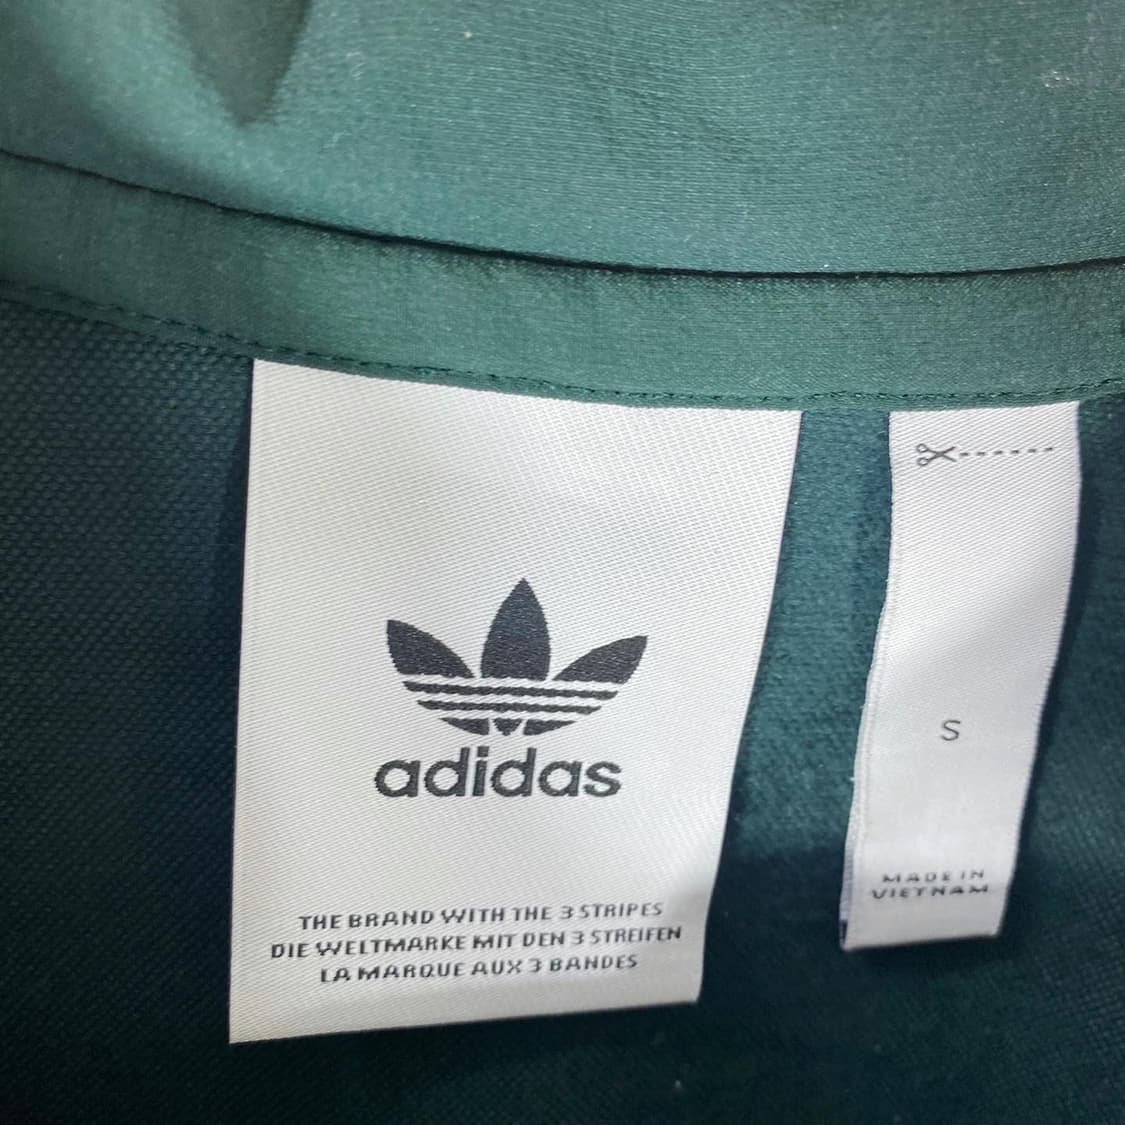 adidas
THE BRAND WITH THE 3 STRIPES
DIE WELTMARKE MIT DEN 3 STREIFEN
LA MARQUE AUX 3 BANDES
S
MADE IN
VIETNAM